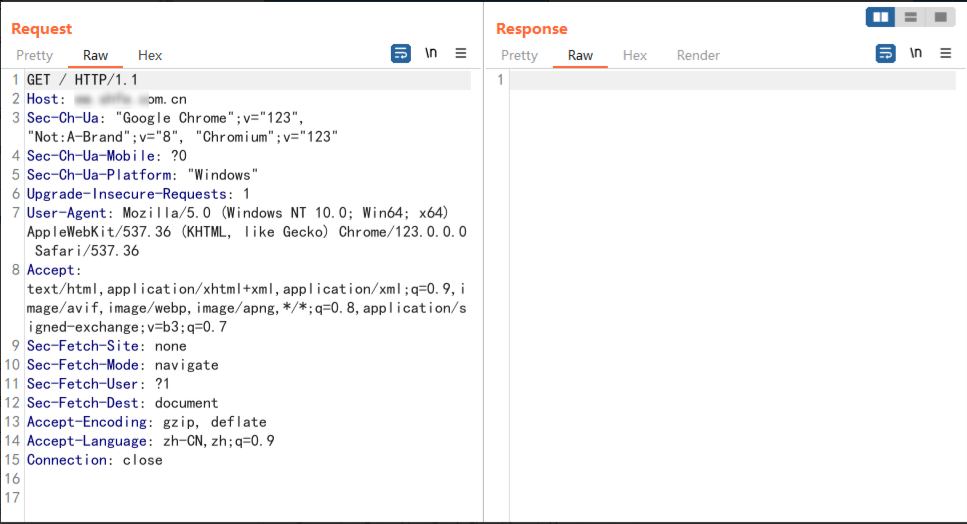 Request
Response
Pretty Raw Hex \n
Pretty Raw Hex Render \n
1 GET / HTTP/1.1
2 Host: om.cn
3 Sec-Ch-Ua: "Google Chrome";v="123",
"Not:A-Brand";v="8", "Chromium";v="123"
4 Sec-Ch-Ua-Mobile: ?0
5 Sec-Ch-Ua-Platform: "Windows"
6 Upgrade-Insecure-Requests: 1
7 User-Agent: Mozilla/5.0 (Windows NT 10.0; Win64; x64)
AppleWebKit/537.36 (KHTML, like Gecko) Chrome/123.0.0.0
Safari/537.36
8 Accept:
text/html,application/xhtml+xml,application/xml;q=0.9,i
mage/avif,image/webp,image/apng,*/*;q=0.8,application/s
igned-exchange;v=b3;q=0.7
9 Sec-Fetch-Site: none
10 Sec-Fetch-Mode: navigate
11 Sec-Fetch-User: ?1
12 Sec-Fetch-Dest: document
13 Accept-Encoding: gzip, deflate
14 Accept-Language: zh-CN,zh;q=0.9
15 Connection: close
16
17
1